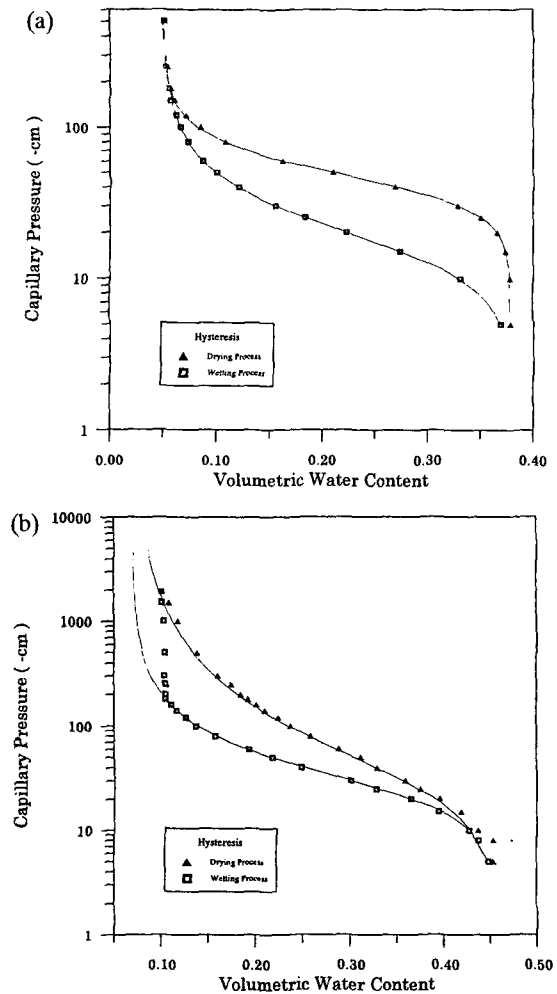 (a)
Capillary Pressure ( -cm)
100
10
1
Hysteresis
Drying Process
Wetting Process
0.00 0.10 0.20 0.30 0.40
Volumetric Water Content
(b)
Capillary Pressure ( -cm)
10000
1000
100
10
1
Hysteresis
Drying Process
Wetting Process
0.10 0.20 0.30 0.40 0.50
Volumetric Water Content